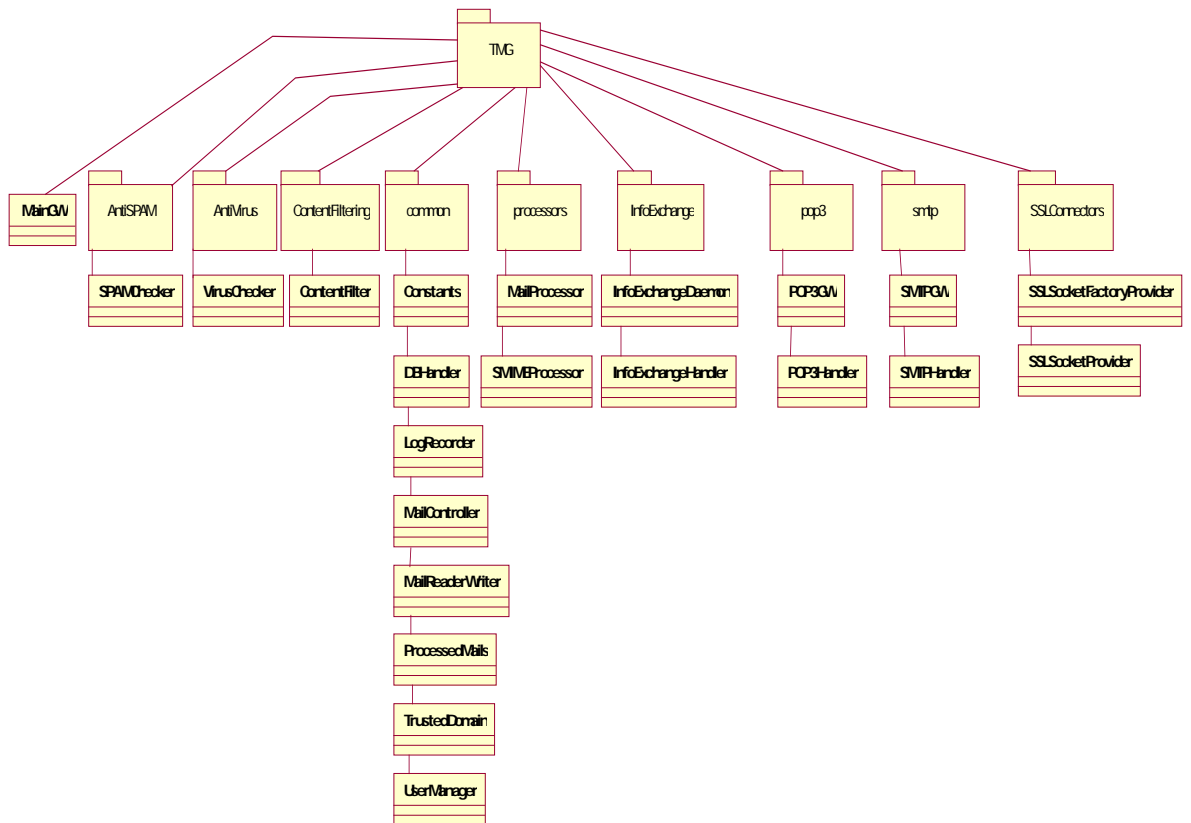 TMG
MainGW
AntiSPAM
AntiVirus
ContentFiltering
common
processors
InfoExchange
pop3
smtp
SSLConnectors
SPAMChecker
VirusChecker
ContentFilter
Constants
MailProcessor
InfoExchangeDaemon
POP3GW
SMTPGW
SSLSocketFactoryProvider
DBHandler
SMIMEProcessor
InfoExchangeHandler
POP3Handler
SMTPHandler
SSLSocketProvider
LogRecorder
MailController
MailReaderWriter
ProcessedMails
TrustedDomain
UserManager